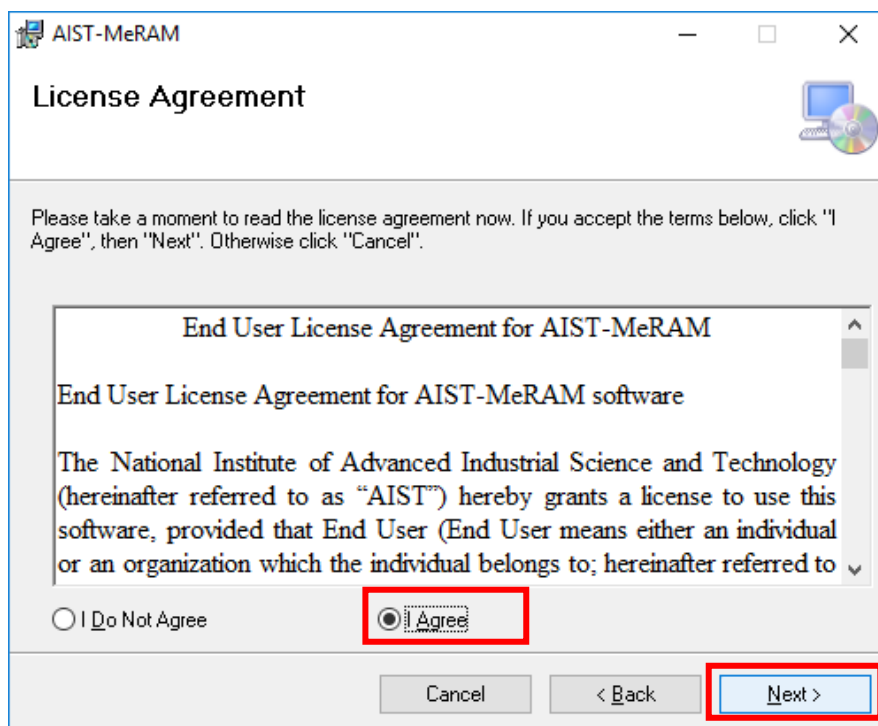 AIST-MeRAM
License Agreement
Please take a moment to read the license agreement now. If you accept the terms below, click "I
Agree", then "Next". Otherwise click "Cancel".
End User License Agreement for AIST-MeRAM
End User License Agreement for AIST-MeRAM software
The National Institute of Advanced Industrial Science and Technology
(hereinafter referred to as “AIST”) hereby grants a license to use this
software, provided that End User (End User means either an individual
or an organization which the individual belongs to; hereinafter referred to
I Do Not Agree I Agree
Cancel < Back Next >